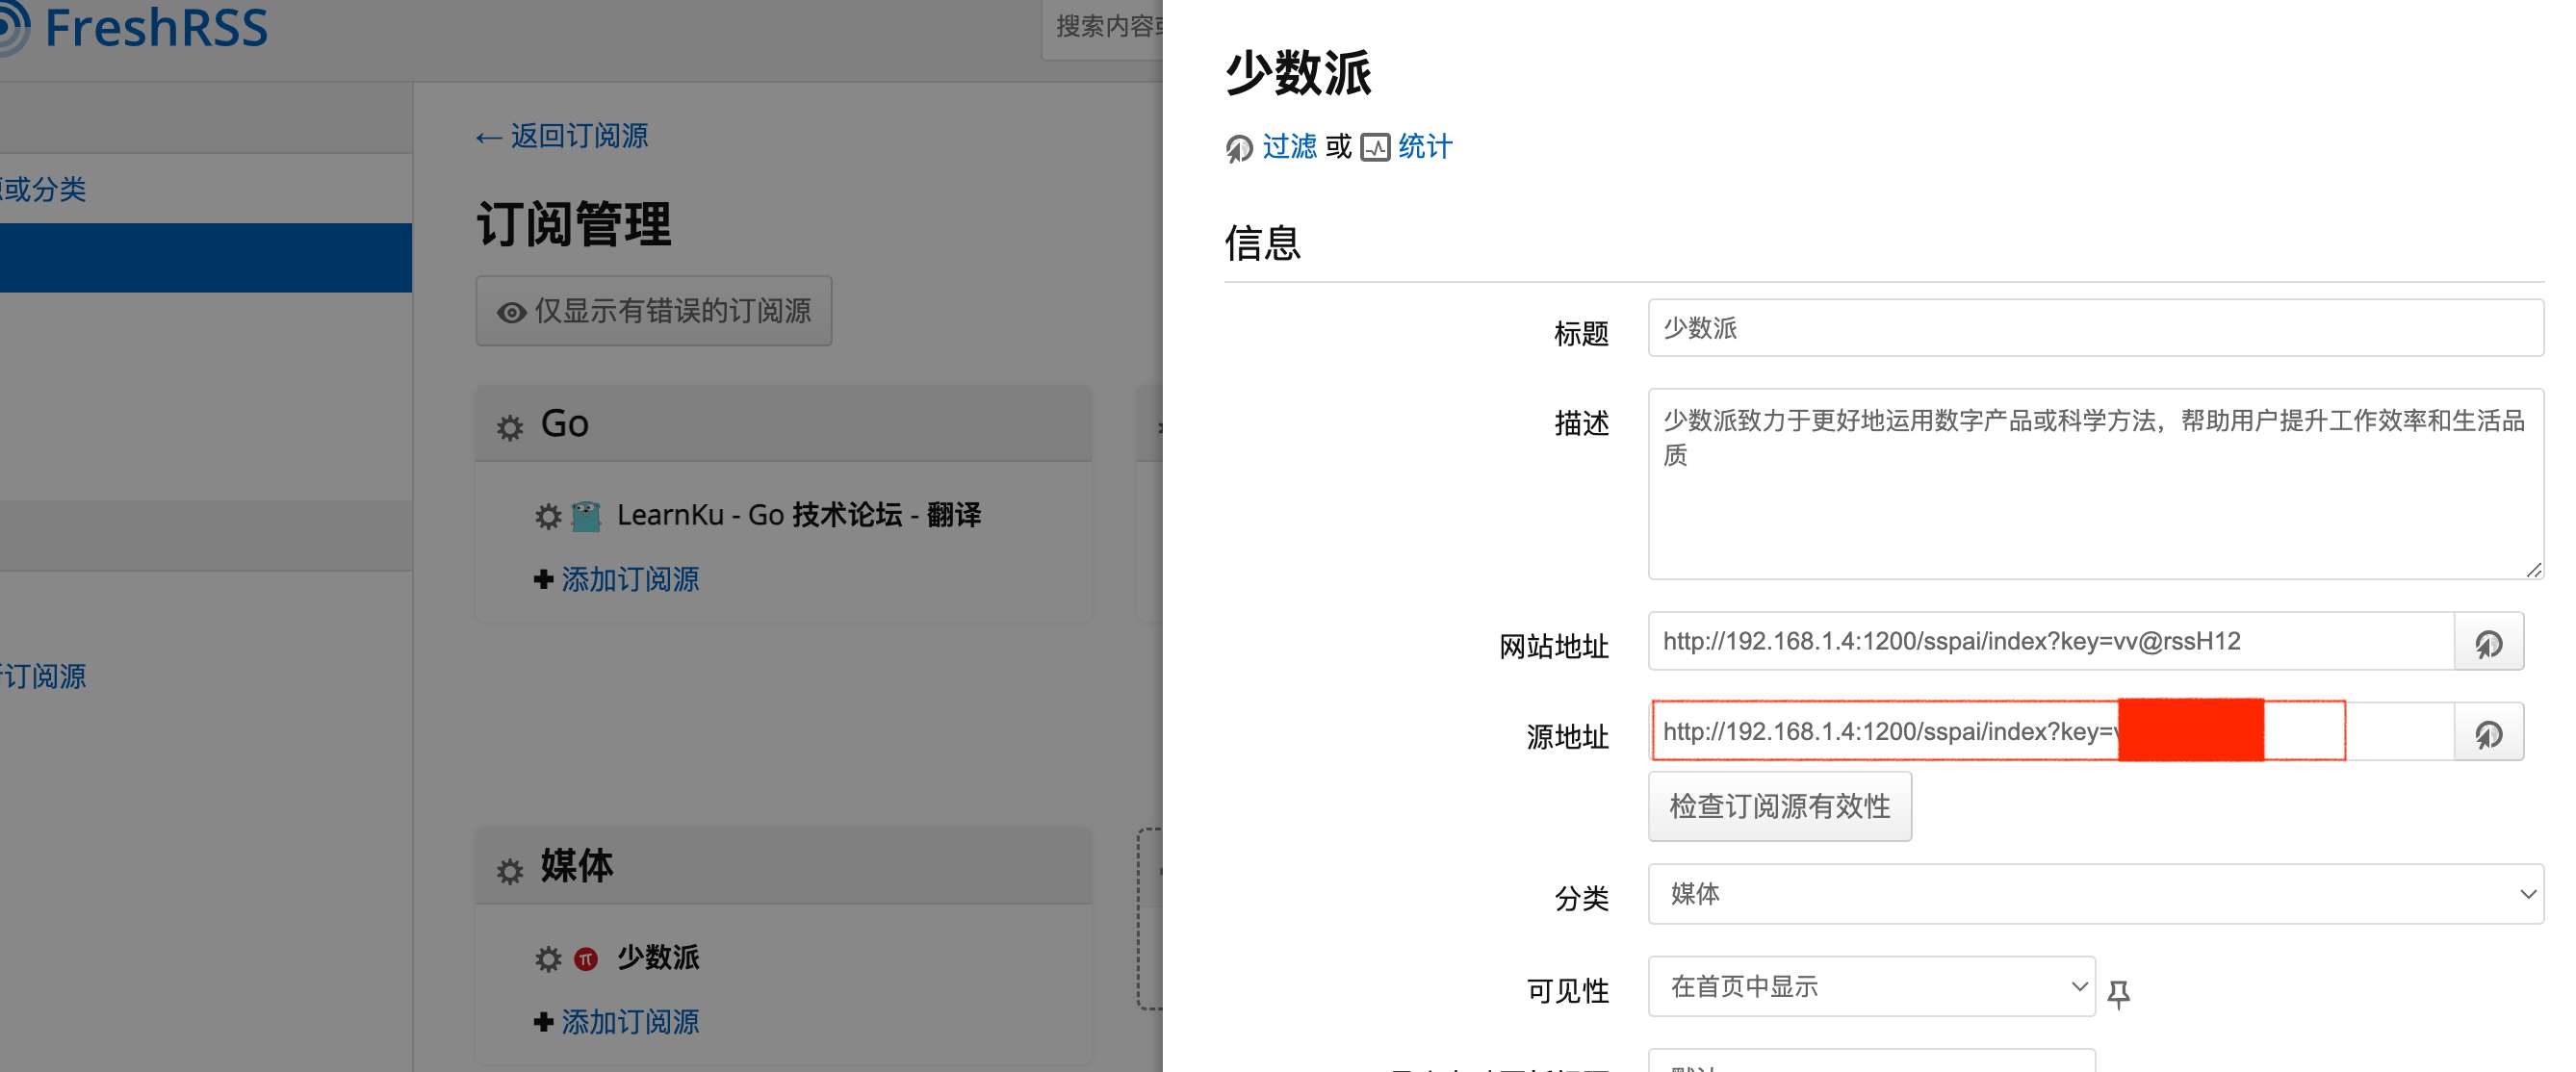 FreshRSS
搜索内容
或分类
← 返回订阅源
订阅管理
仅显示有错误的订阅源
Go
LearnKu - Go 技术论坛 - 翻译
添加订阅源
订阅源
媒体
少数派
添加订阅源
少数派
过滤 或 统计
信息
标题
少数派
描述
少数派致力于更好地运用数字产品或科学方法，帮助用户提升工作效率和生活品
质
网站地址
http://192.168.1.4:1200/sspai/index?key=vv@rssH12
源地址
http://192.168.1.4:1200/sspai/index?key=
检查订阅源有效性
分类
媒体
可见性
在首页中显示